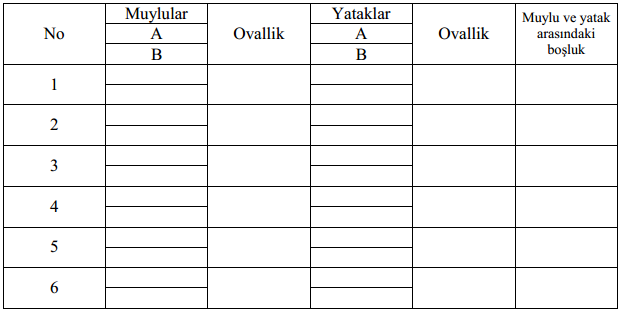 No
Muylular
A
B
Ovallik
Yataklar
A
B
Ovallik
Muylu ve yatak
arasındaki
boşluk
1
2
3
4
5
6